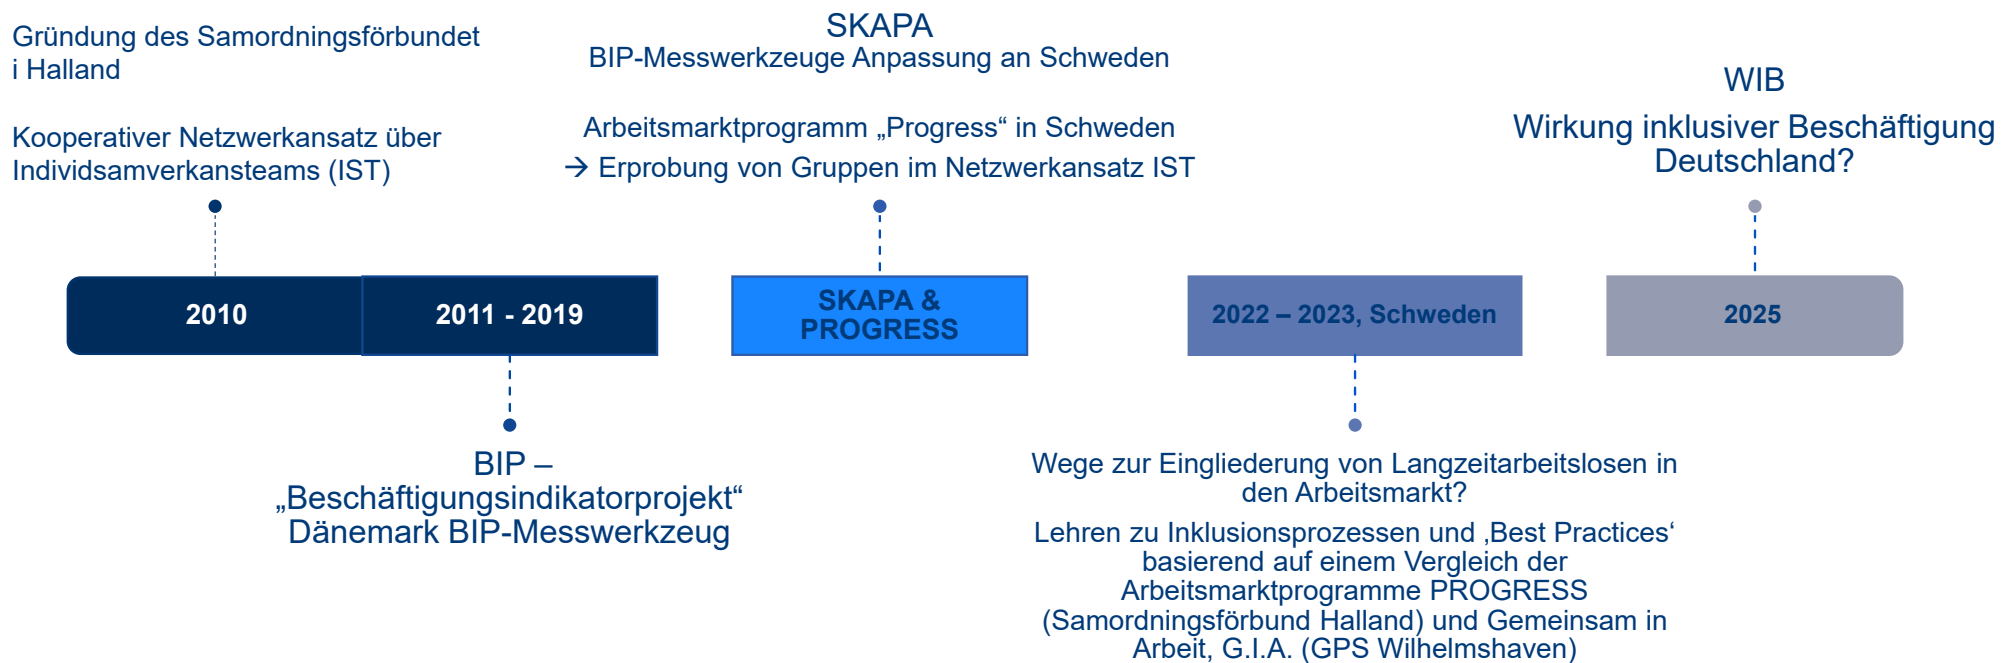 Gründung des Samordningsförbundet
i Halland
Kooperativer Netzwerkansatz über
Individsamverkansteams (IST)
SKAPA
BIP-Messwerkzeuge Anpassung an Schweden
Arbeitsmarktprogramm „Progress“ in Schweden
→ Erprobung von Gruppen im Netzwerkansatz IST
WIB
Wirkung inklusiver Beschäftigung
Deutschland?
2010
2011 - 2019
SKAPA &
PROGRESS
2022 – 2023, Schweden
2025
BIP –
„Beschäftigungsindikatorprojekt“
Dänemark BIP-Messwerkzeug
Wege zur Eingliederung von Langzeitarbeitslosen in
den Arbeitsmarkt?
Lehren zu Inklusionsprozessen und ‚Best Practices‘
basierend auf einem Vergleich der
Arbeitsmarktprogramme PROGRESS
(Samordningsförbund Halland) und Gemeinsam in
Arbeit, G.I.A. (GPS Wilhelmshaven)